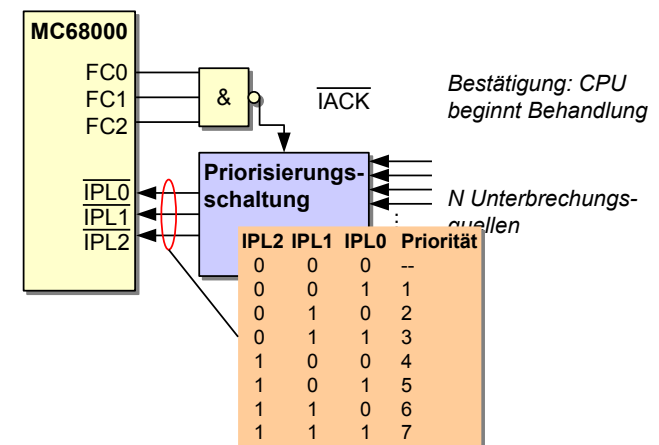 MC68000
FC0
FC1
FC2
&
IACK
Bestätigung: CPU
beginnt Behandlung
IPL0
IPL1
IPL2
Priorisierungs-
schaltung
N Unterbrechungs-
quellen
IPL2 IPL1 IPL0 Priorität
0 0 0 --
0 0 1 1
0 1 0 2
0 1 1 3
1 0 0 4
1 0 1 5
1 1 0 6
1 1 1 7